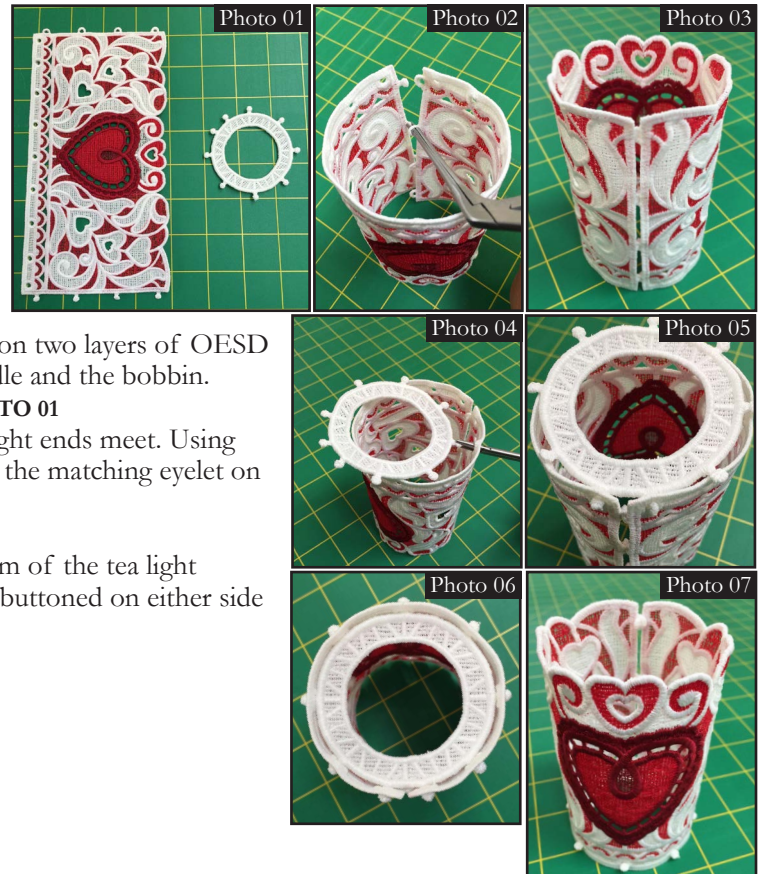 Photo 01
Photo 02
Photo 03
on two layers of OESD
lle and the bobbin.
TO 01
ght ends meet. Using
the matching eyelet on
Photo 04
Photo 05
m of the tea light
buttoned on either side
Photo 06
Photo 07